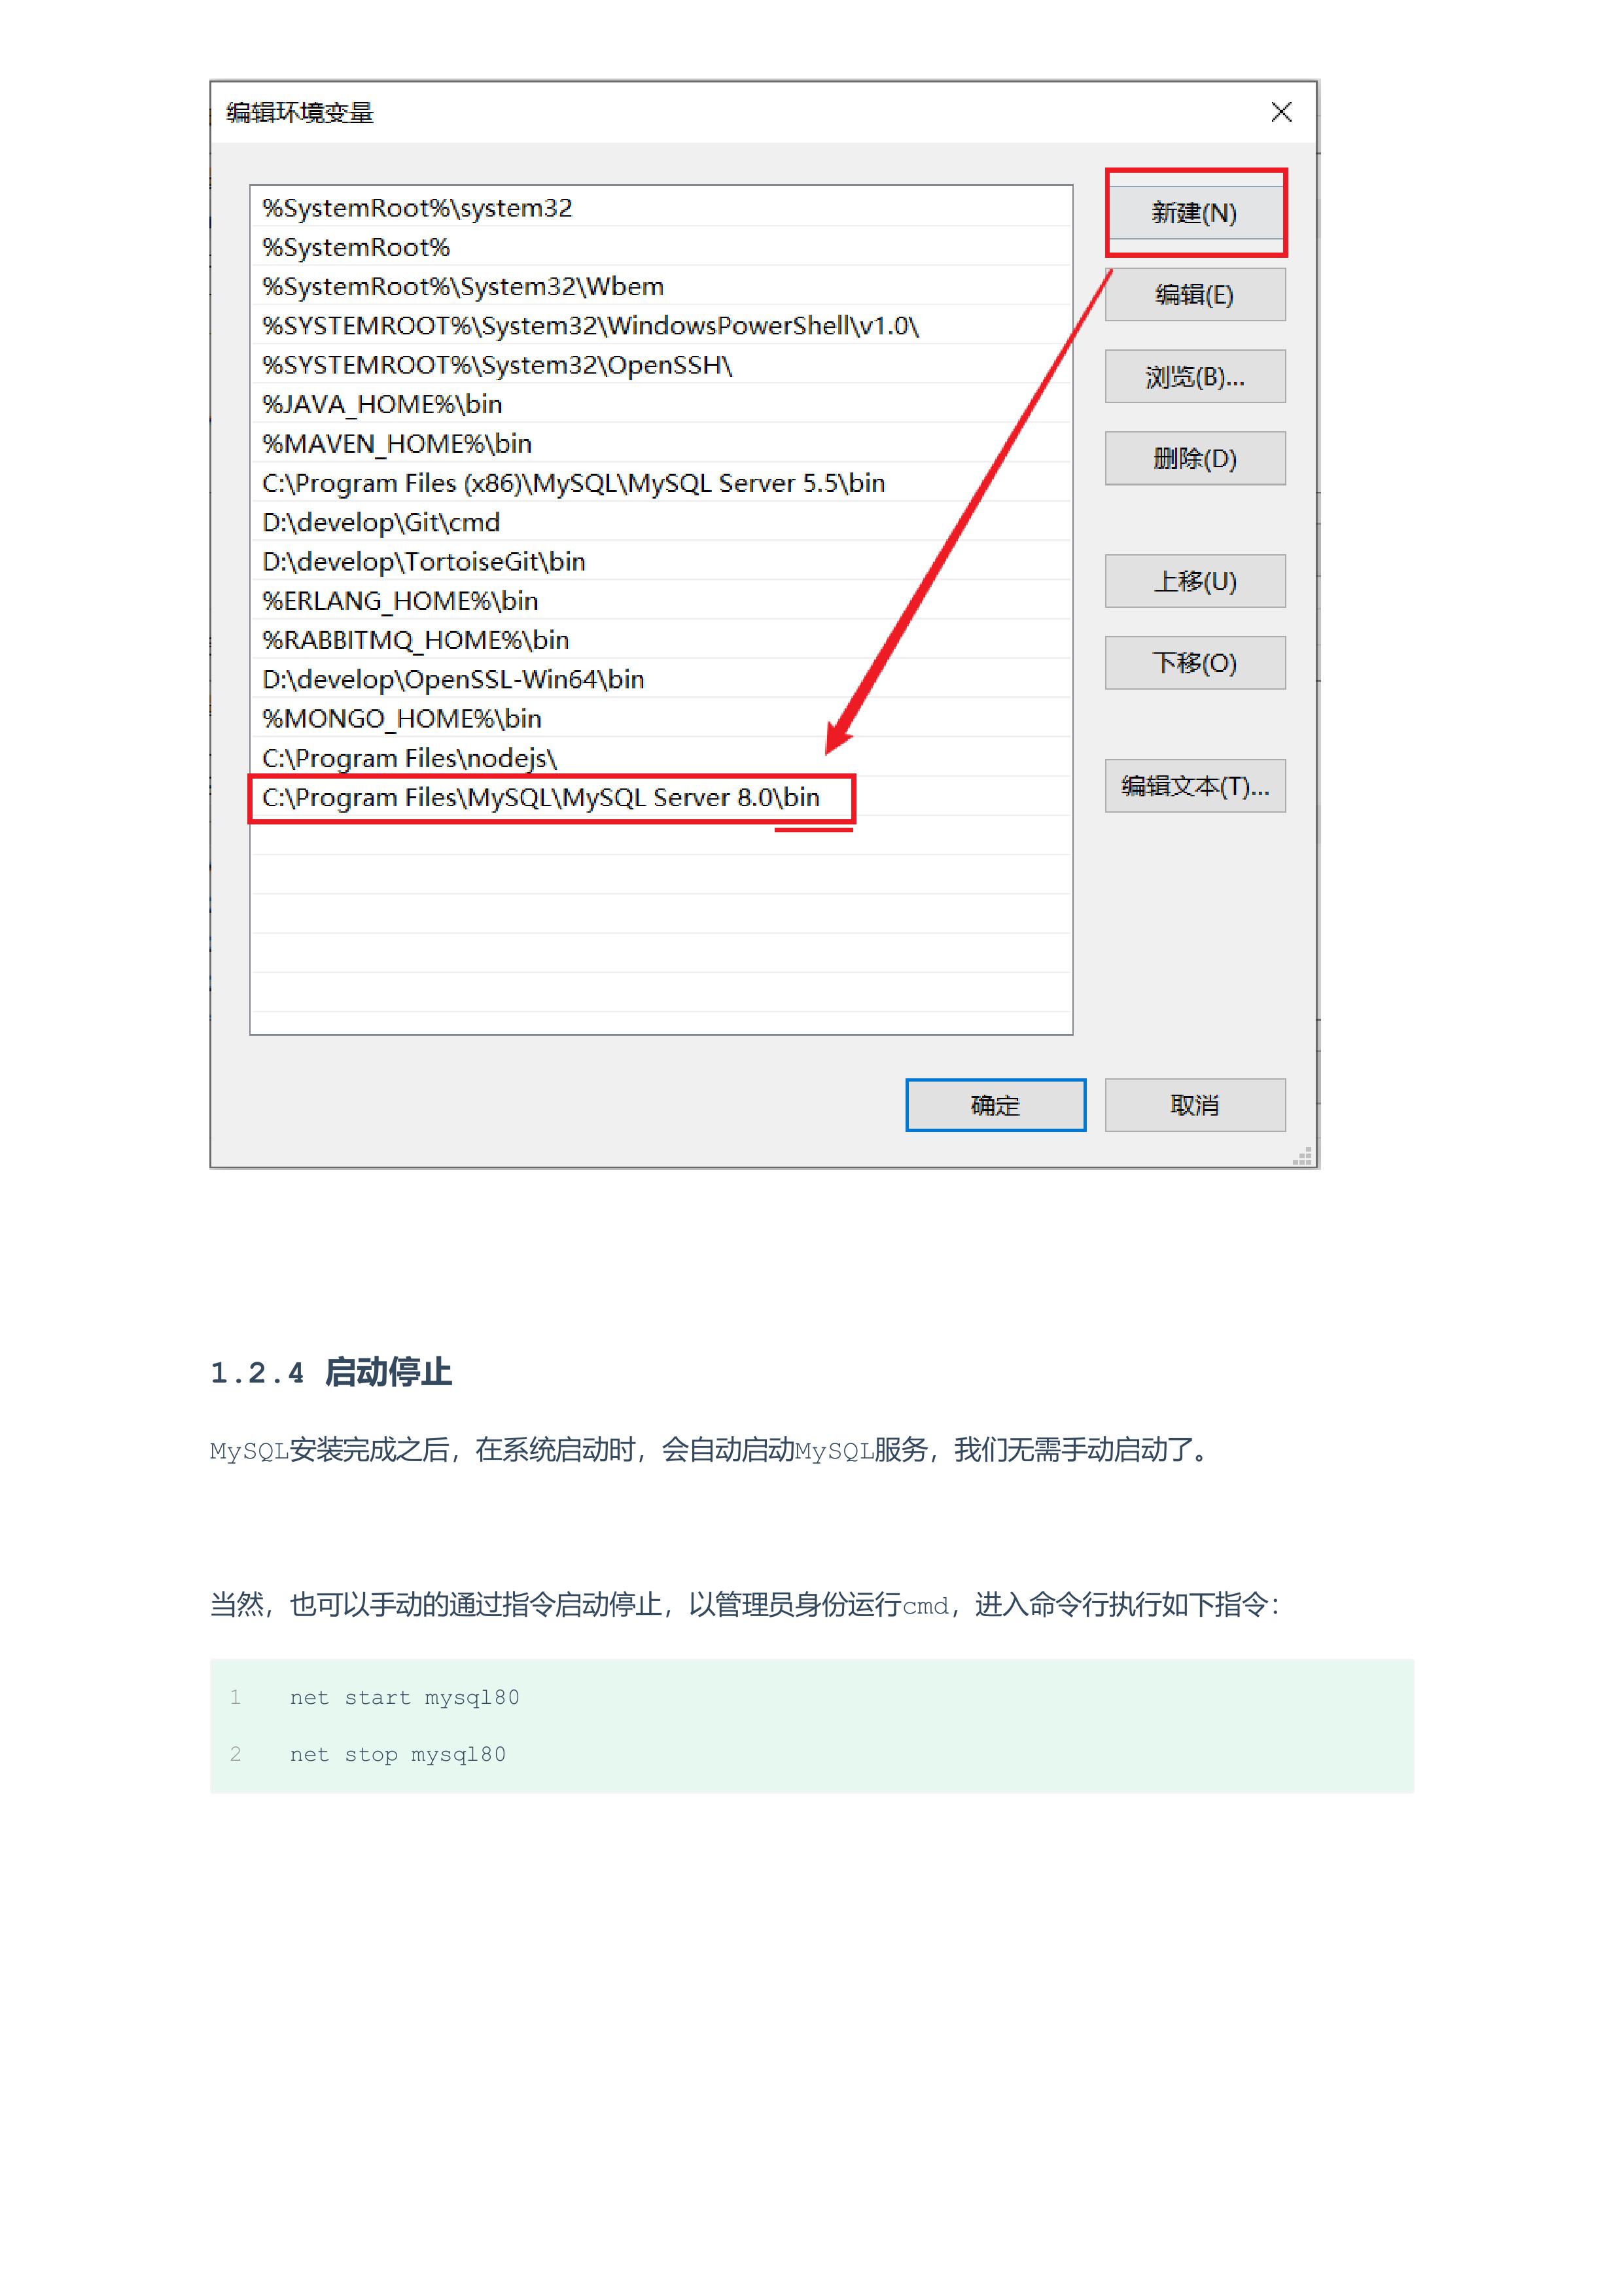 编辑环境变量
%SystemRoot%\system32
%SystemRoot%
%SystemRoot%\System32\Wbem
%SYSTEMROOT%\System32\WindowsPowerShell\v1.0\
%SYSTEMROOT%\System32\OpenSSH\
%JAVA_HOME%\bin
%MAVEN_HOME%\bin
C:\Program Files (x86)\MySQL\MySQL Server 5.5\bin
D:\develop\Git\cmd
D:\develop\TortoiseGit\bin
%ERLANG_HOME%\bin
%RABBITMQ_HOME%\bin
D:\develop\OpenSSL-Win64\bin
%MONGO_HOME%\bin
C:\Program Files\nodejs\
C:\Program Files\MySQL\MySQL Server 8.0\bin
新建(N)
编辑(E)
浏览(B)...
删除(D)
上移(U)
下移(O)
编辑文本(T)...
确定
取消
1.2.4 启动停止
MySQL安装完成之后，在系统启动时，会自动启动MySQL服务，我们无需手动启动了。
当然，也可以手动的通过指令启动停止，以管理员身份运行cmd，进入命令行执行如下指令：
1 net start mysql80
2 net stop mysql80